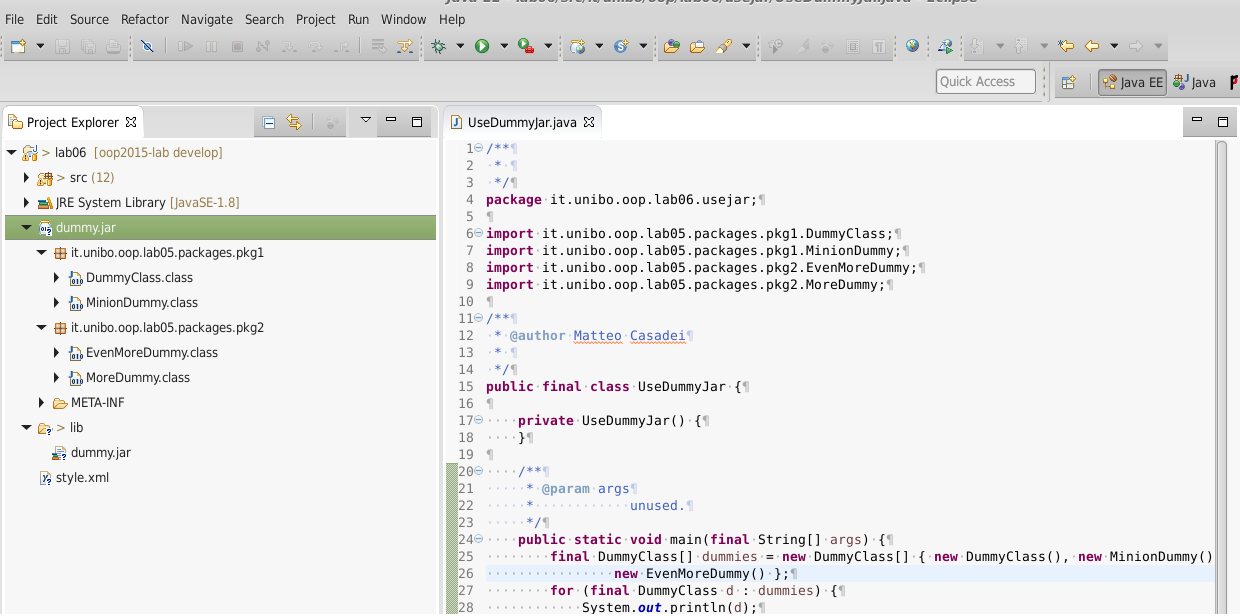 Java EE - lab06/src/it/unibo/oop/lab06/usejar/UseDummyJar.java - Eclipse
File Edit Source Refactor Navigate Search Project Run Window Help
Quick Access
Java EE Java
Project Explorer
> lab06 [oop2015-lab develop]
> src (12)
JRE System Library [JavaSE-1.8]
dummy.jar
it.unibo.oop.lab05.packages.pkg1
DummyClass.class
MinionDummy.class
it.unibo.oop.lab05.packages.pkg2
EvenMoreDummy.class
MoreDummy.class
META-INF
> lib
dummy.jar
style.xml
UseDummyJar.java
1 /**¶
2 ·*·¶
3 ·*/¶
4 package·it.unibo.oop.lab06.usejar;¶
5 ¶
6 import·it.unibo.oop.lab05.packages.pkg1.DummyClass;¶
7 import·it.unibo.oop.lab05.packages.pkg1.MinionDummy;¶
8 import·it.unibo.oop.lab05.packages.pkg2.EvenMoreDummy;¶
9 import·it.unibo.oop.lab05.packages.pkg2.MoreDummy;¶
10 ¶
11 /**¶
12 ·*·@author·Matteo·Casadei¶
13 ·*·¶
14 ·*/¶
15 public·final·class·UseDummyJar·{¶
16 ¶
17 ····private·UseDummyJar()·{¶
18 ····}¶
19 ¶
20 ····/**¶
21 ·····*·@param·args¶
22 ·····*············unused.¶
23 ·····*/¶
24 ····public·static·void·main(final·String[]·args)·{¶
25 ········final·DummyClass[]·dummies·=·new·DummyClass[]·{·new·DummyClass(),·new·MinionDummy()
26 ················new·EvenMoreDummy()·};¶
27 ········for·(final·DummyClass·d·:·dummies)·{¶
28 ············System.out.println(d);¶